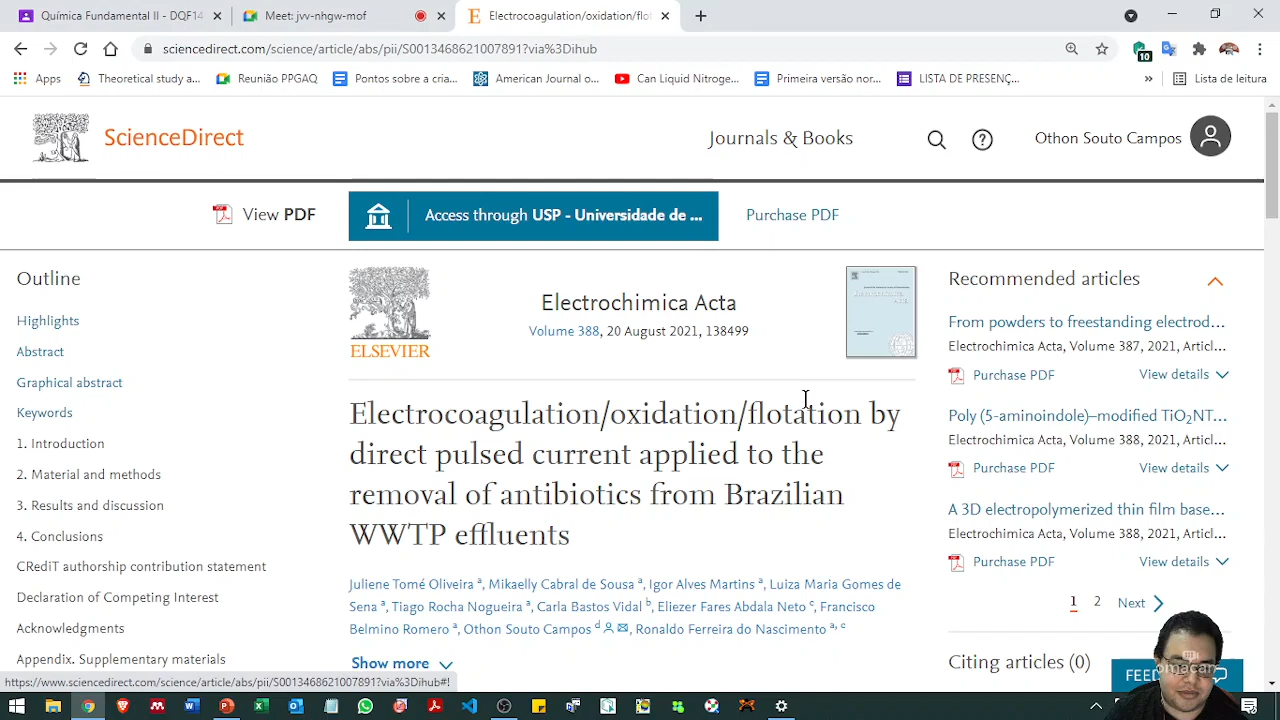 Química Fundamental II - DQF14
Meet: jvv-nhgw-mof
Electrocoagulation/oxidation/flot
sciencedirect.com/science/article/abs/pii/S0013468621007891?via%3Dihub
10
Apps
Theoretical study a...
Reunião PPGAQ
Pontos sobre a cria...
American Journal o...
Can Liquid Nitroge...
Primeira versão nor...
LISTA DE PRESENÇ...
»
Lista de leitura
ScienceDirect
Journals & Books
Othon Souto Campos
View PDF
Access through USP - Universidade de ...
Purchase PDF
Outline
Highlights
Abstract
Graphical abstract
Keywords
1. Introduction
2. Material and methods
3. Results and discussion
4. Conclusions
CRediT authorship contribution statement
Declaration of Competing Interest
Acknowledgments
Appendix. Supplementary materials
https://www.sciencedirect.com/science/article/abs/pii/S0013468621007891?via%3Dihub#!
ELSEVIER
Electrochimica Acta
Volume 388, 20 August 2021, 138499
Electrocoagulation/oxidation/flotation by
direct pulsed current applied to the
removal of antibiotics from Brazilian
WWTP effluents
Juliene Tomé Oliveira a, Mikaelly Cabral de Sousa a, Igor Alves Martins a, Luiza Maria Gomes de
Sena a, Tiago Rocha Nogueira a, Carla Bastos Vidal b, Eliezer Fares Abdala Neto c, Francisco
Belmino Romero a, Othon Souto Campos d, Ronaldo Ferreira do Nascimento a, e
Show more
Recommended articles
From powders to freestanding electrod...
Electrochimica Acta, Volume 387, 2021, Articl...
Purchase PDF
View details
Poly (5-aminoindole)–modified TiO2NT...
Electrochimica Acta, Volume 388, 2021, Articl...
Purchase PDF
View details
A 3D electropolymerized thin film base...
Electrochimica Acta, Volume 388, 2021, Articl...
Purchase PDF
View details
1 2 Next
Citing articles (0)